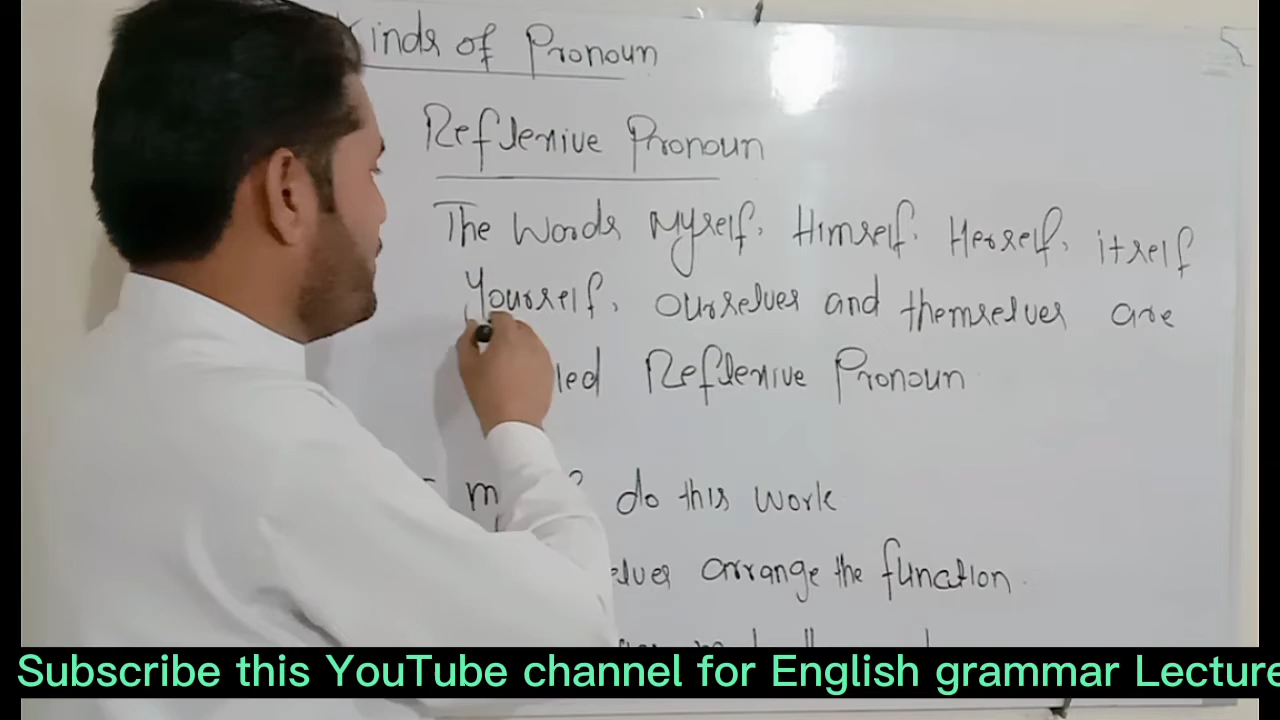 Kinds of Pronoun
Reflexive Pronoun
The Words Myself, Himself, Herself, itself
Yourself, ourselves and themselves are
Reflexive Pronoun
do this work
arrange the function.
Subscribe this YouTube channel for English grammar Lecture